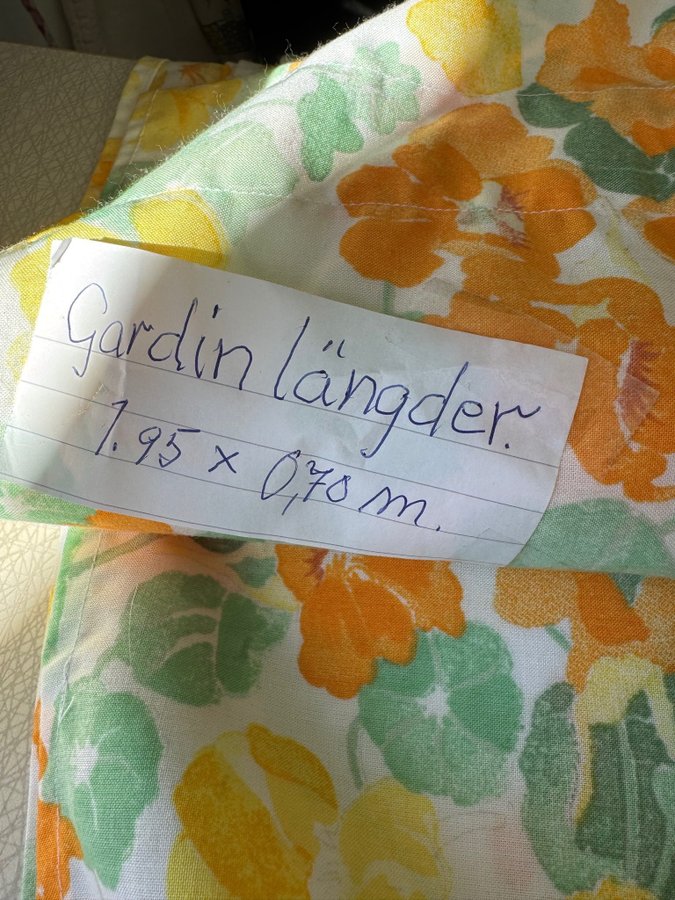 Gardin längder.
1.95 x 0,70 m.